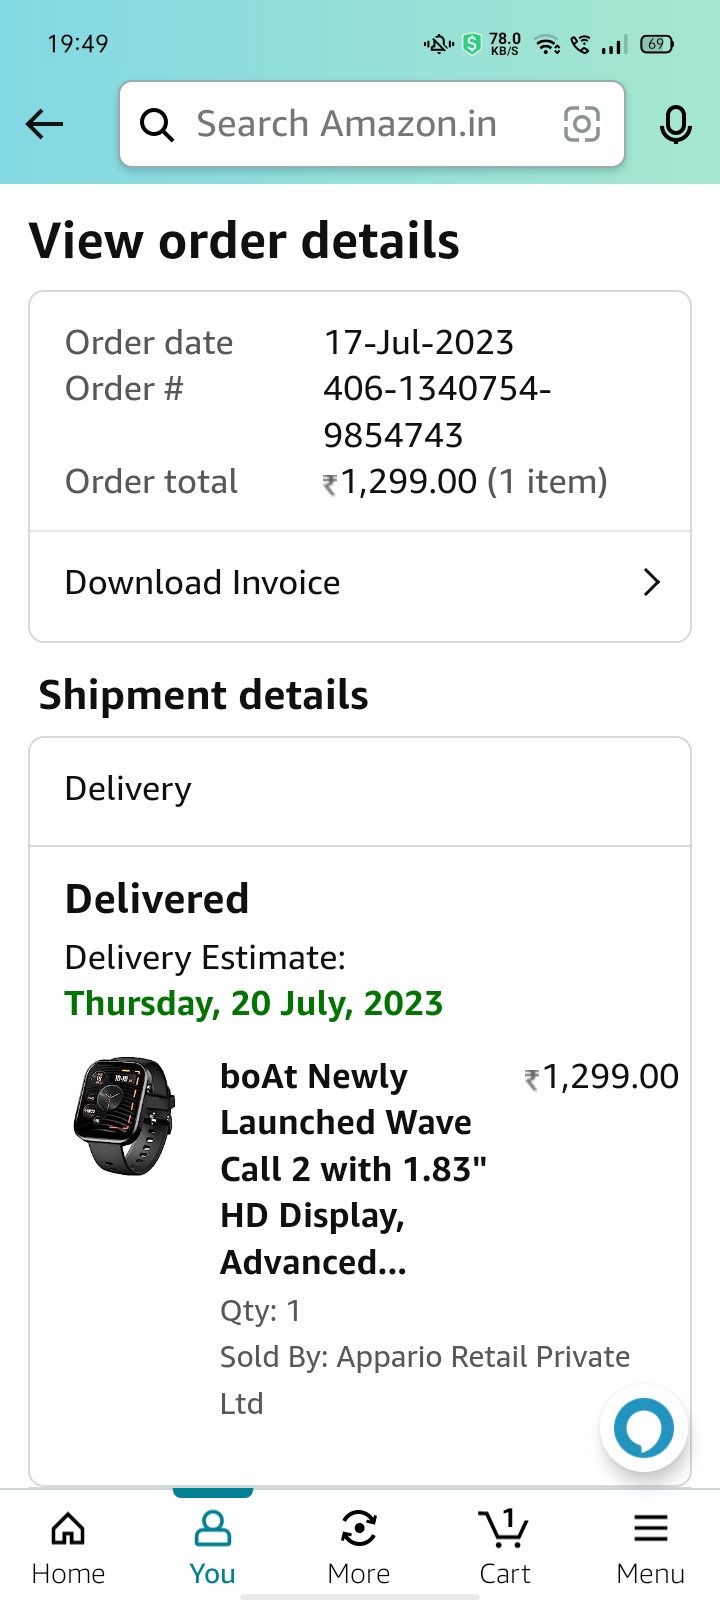 19:49
78.0
KB/S
69
Search Amazon.in
View order details
Order date 17-Jul-2023
Order # 406-1340754-
9854743
Order total ₹1,299.00 (1 item)
Download Invoice
Shipment details
Delivery
Delivered
Delivery Estimate:
Thursday, 20 July, 2023
boAt Newly ₹1,299.00
Launched Wave
Call 2 with 1.83"
HD Display,
Advanced...
Qty: 1
Sold By: Appario Retail Private
Ltd
1
Home You More Cart Menu